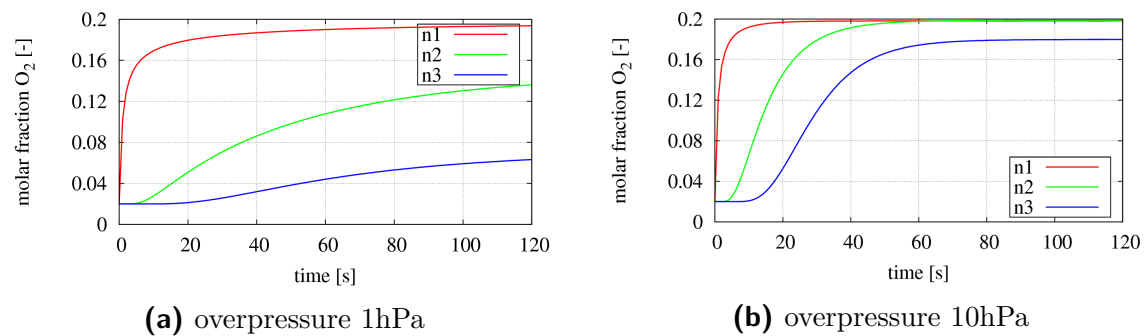 molar fraction O2 [-]
0.2
0.16
0.12
0.08
0.04
0
n1
n2
n3
0 20 40 60 80 100 120
time [s]
(a) overpressure 1hPa
molar fraction O2 [-]
0.2
0.16
0.12
0.08
0.04
0
n1
n2
n3
0 20 40 60 80 100 120
time [s]
(b) overpressure 10hPa